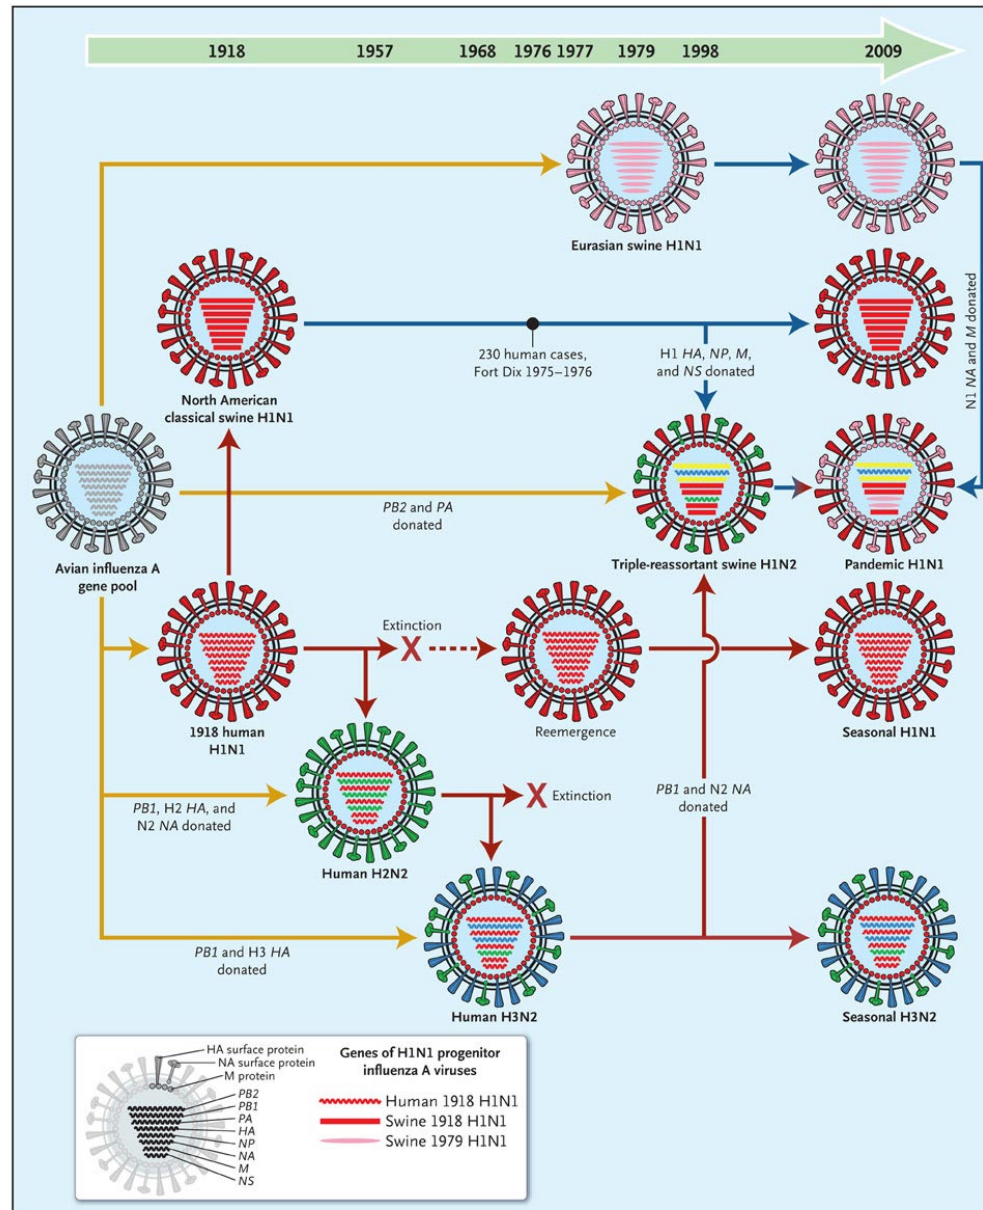 1918 1957 1968 1976 1977 1979 1998 2009
Eurasian swine H1N1
N1 NA and M donated
230 human cases,
Fort Dix 1975–1976
H1 HA, NP, M,
and NS donated
North American
classical swine H1N1
PB2 and PA
donated
Avian influenza A
gene pool
Triple-reassortant swine H1N2
Pandemic H1N1
Extinction
X
1918 human
H1N1
Reemergence
Seasonal H1N1
PB1, H2 HA, and
N2 NA donated
X Extinction
PB1 and N2 NA
donated
Human H2N2
PB1 and H3 HA
donated
Human H3N2
Seasonal H3N2
HA surface protein
NA surface protein
M protein
PB2
PB1
PA
HA
NP
NA
M
NS
Genes of H1N1 progenitor
influenza A viruses
Human 1918 H1N1
Swine 1918 H1N1
Swine 1979 H1N1